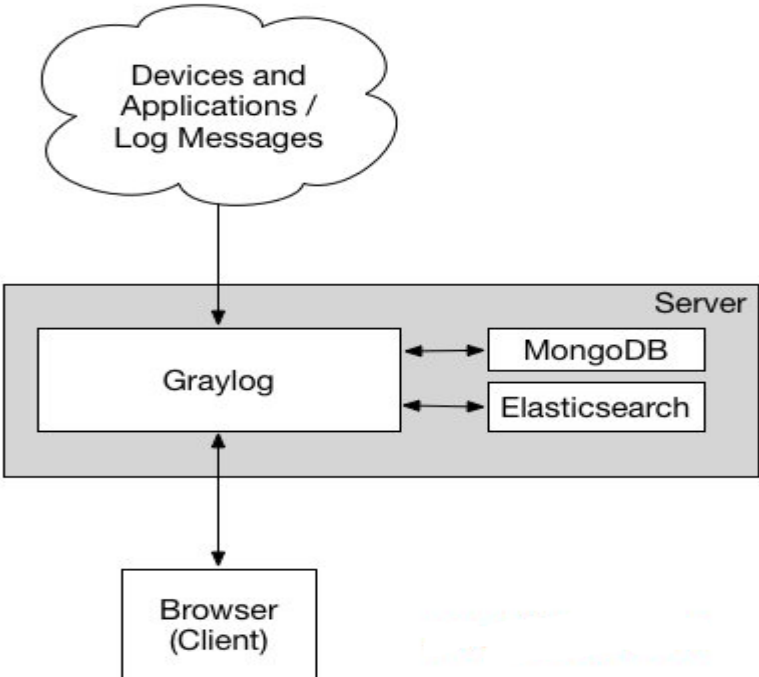 Devices and
Applications /
Log Messages
Server
Graylog
MongoDB
Elasticsearch
Browser
(Client)